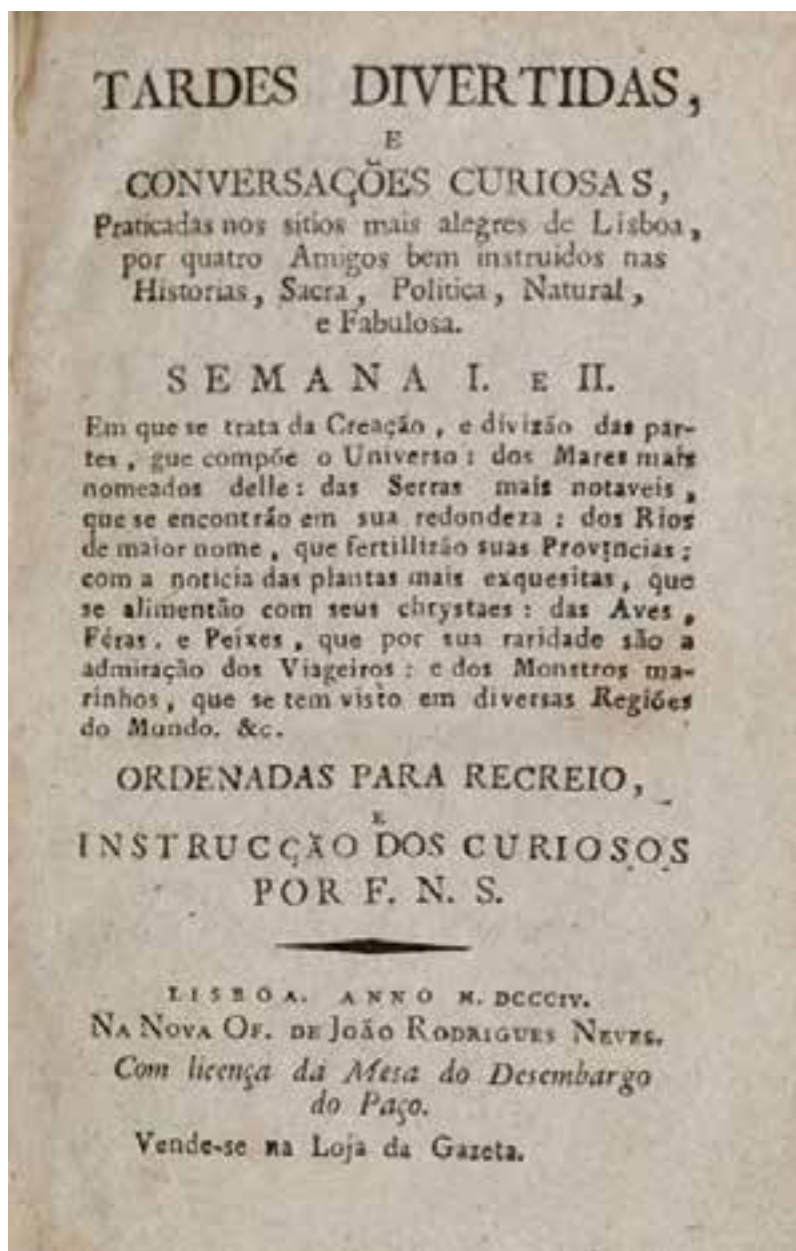 TARDES DIVERTIDAS,
E
CONVERSAÇÕES CURIOSAS,
Praticadas nos sitios mais alegres de Lisboa,
por quatro Amigos bem instruidos nas
Historias, Sacra, Politica, Natural,
e Fabulosa.
SEMANA I. E II.
Em que se trata da Creação, e divizão das par-
tes, gue compõe o Universo: dos Mares mais
nomeados delle: das Serras mais notaveis,
que se encontrão em sua redondeza: dos Rios
de maior nome, que fertillizão suas Provincias:
com a noticia das plantas mais exquesitas, que
se alimentão com seus chrystaes: das Aves,
Féras. e Peixes, que por sua raridade são a
admiração dos Viageiros: e dos Monstros ma-
rinhos, que se tem visto em diversas Regiões
do Mundo. &c.
ORDENADAS PARA RECREIO,
E
INSTRUCÇÃO DOS CURIOSOS
POR F. N. S.
LISBOA. ANNO M. DCCCIV.
NA NOVA OF. DE JOÃO RODRIGUES NEVES.
Com licença da Mesa do Desembargo
do Paço.
Vende-se na Loja da Gazeta.